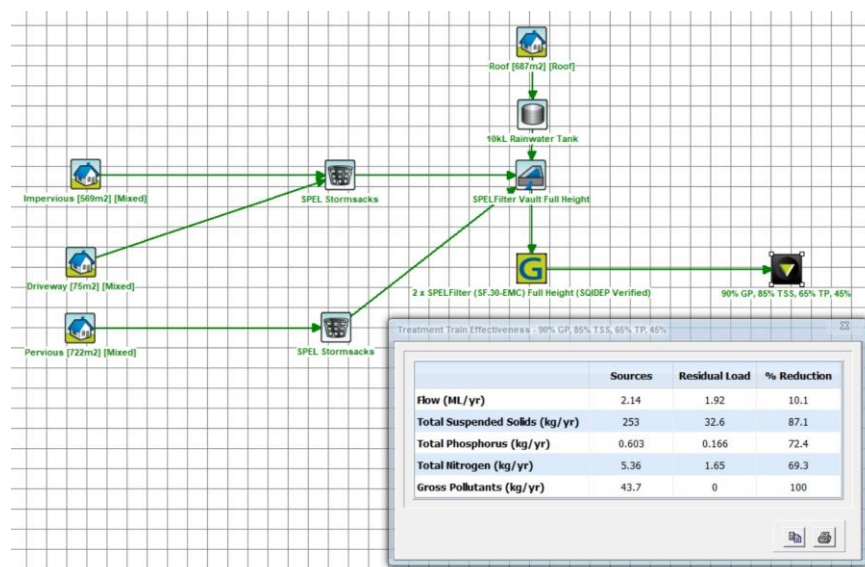 Roof [687m2] [Roof]
10kL Rainwater Tank
Impervious [569m2] [Mixed]
SPEL Stormsacks
SPELFilter Vault Full Height
Driveway [75m2] [Mixed]
G
2 x SPELFilter (SF.30-EMC) Full Height (SQIDEP Verified)
90% GP, 85% TSS, 65% TP, 45%
Pervious [722m2] [Mixed]
SPEL Stormsacks
Treatment Train Effectiveness - 90% GP, 85% TSS, 65% TP, 45%
Sources Residual Load % Reduction
Flow (ML/yr) 2.14 1.92 10.1
Total Suspended Solids (kg/yr) 253 32.6 87.1
Total Phosphorus (kg/yr) 0.603 0.166 72.4
Total Nitrogen (kg/yr) 5.36 1.65 69.3
Gross Pollutants (kg/yr) 43.7 0 100